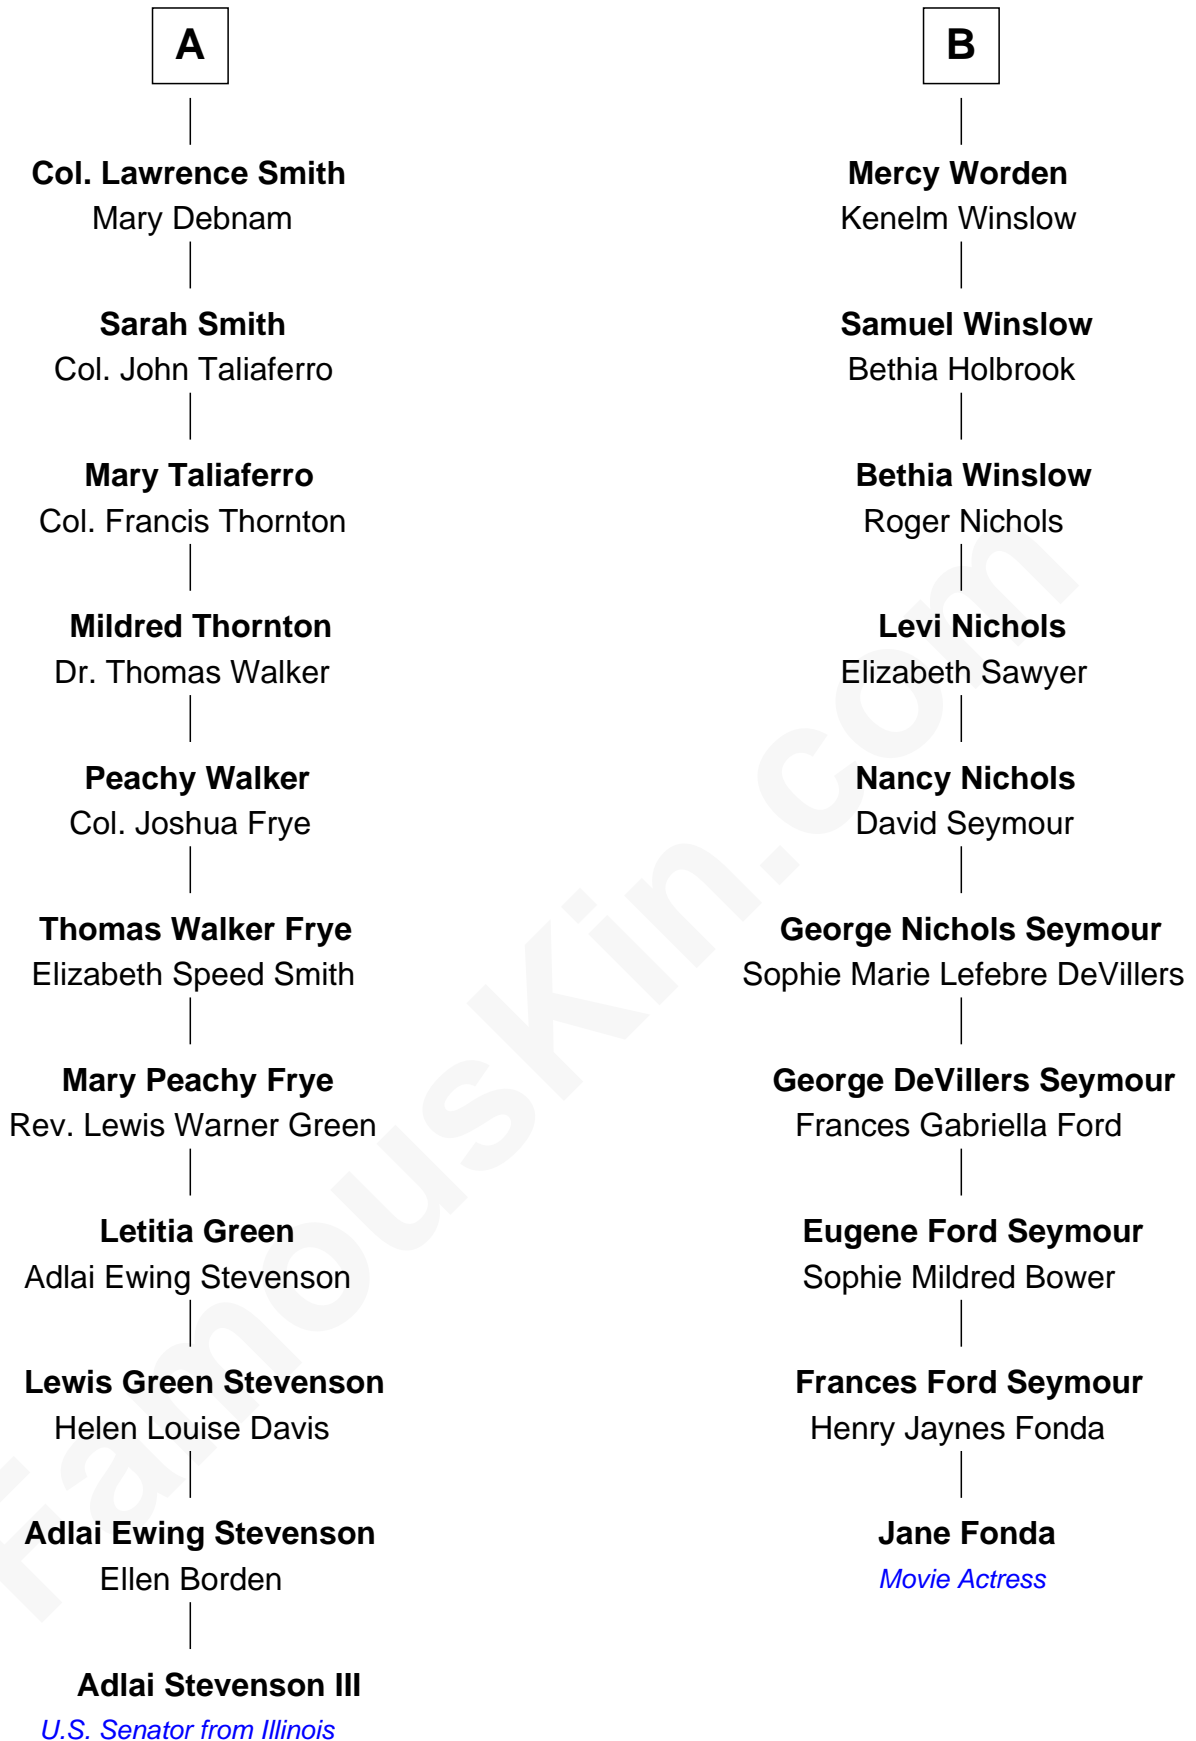 A
Col. Lawrence Smith
Mary Debnam
Sarah Smith
Col. John Taliaferro
Mary Taliaferro
Col. Francis Thornton
Mildred Thornton
Dr. Thomas Walker
Peachy Walker
Col. Joshua Frye
Thomas Walker Frye
Elizabeth Speed Smith
Mary Peachy Frye
Rev. Lewis Warner Green
Letitia Green
Adlai Ewing Stevenson
Lewis Green Stevenson
Helen Louise Davis
Adlai Ewing Stevenson
Ellen Borden
Adlai Stevenson III
U.S. Senator from Illinois
B
Mercy Worden
Kenelm Winslow
Samuel Winslow
Bethia Holbrook
Bethia Winslow
Roger Nichols
Levi Nichols
Elizabeth Sawyer
Nancy Nichols
David Seymour
George Nichols Seymour
Sophie Marie Lefebre DeVillers
George DeVillers Seymour
Frances Gabriella Ford
Eugene Ford Seymour
Sophie Mildred Bower
Frances Ford Seymour
Henry Jaynes Fonda
Jane Fonda
Movie Actress
FamousKin.com